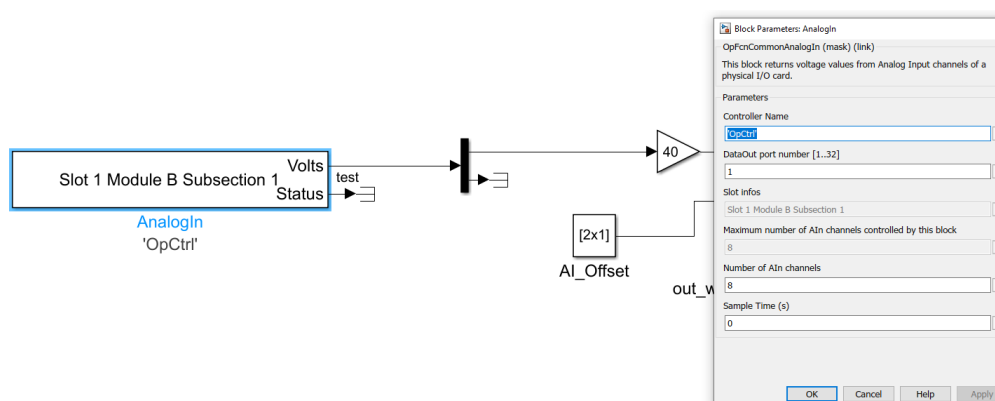 Slot 1 Module B Subsection 1
Volts
Status
test
AnalogIn
'OpCtrl'
40
[2x1]
AI_Offset
Block Parameters: AnalogIn
OpFcnCommonAnalogIn (mask) (link)
This block returns voltage values from Analog Input channels of a
physical I/O card.
Parameters
Controller Name
'OpCtrl'
DataOut port number [1..32]
1
Slot infos
Slot 1 Module B Subsection 1
Maximum number of AIn channels controlled by this block
8
Number of AIn channels
8
Sample Time (s)
0
OK Cancel Help Apply